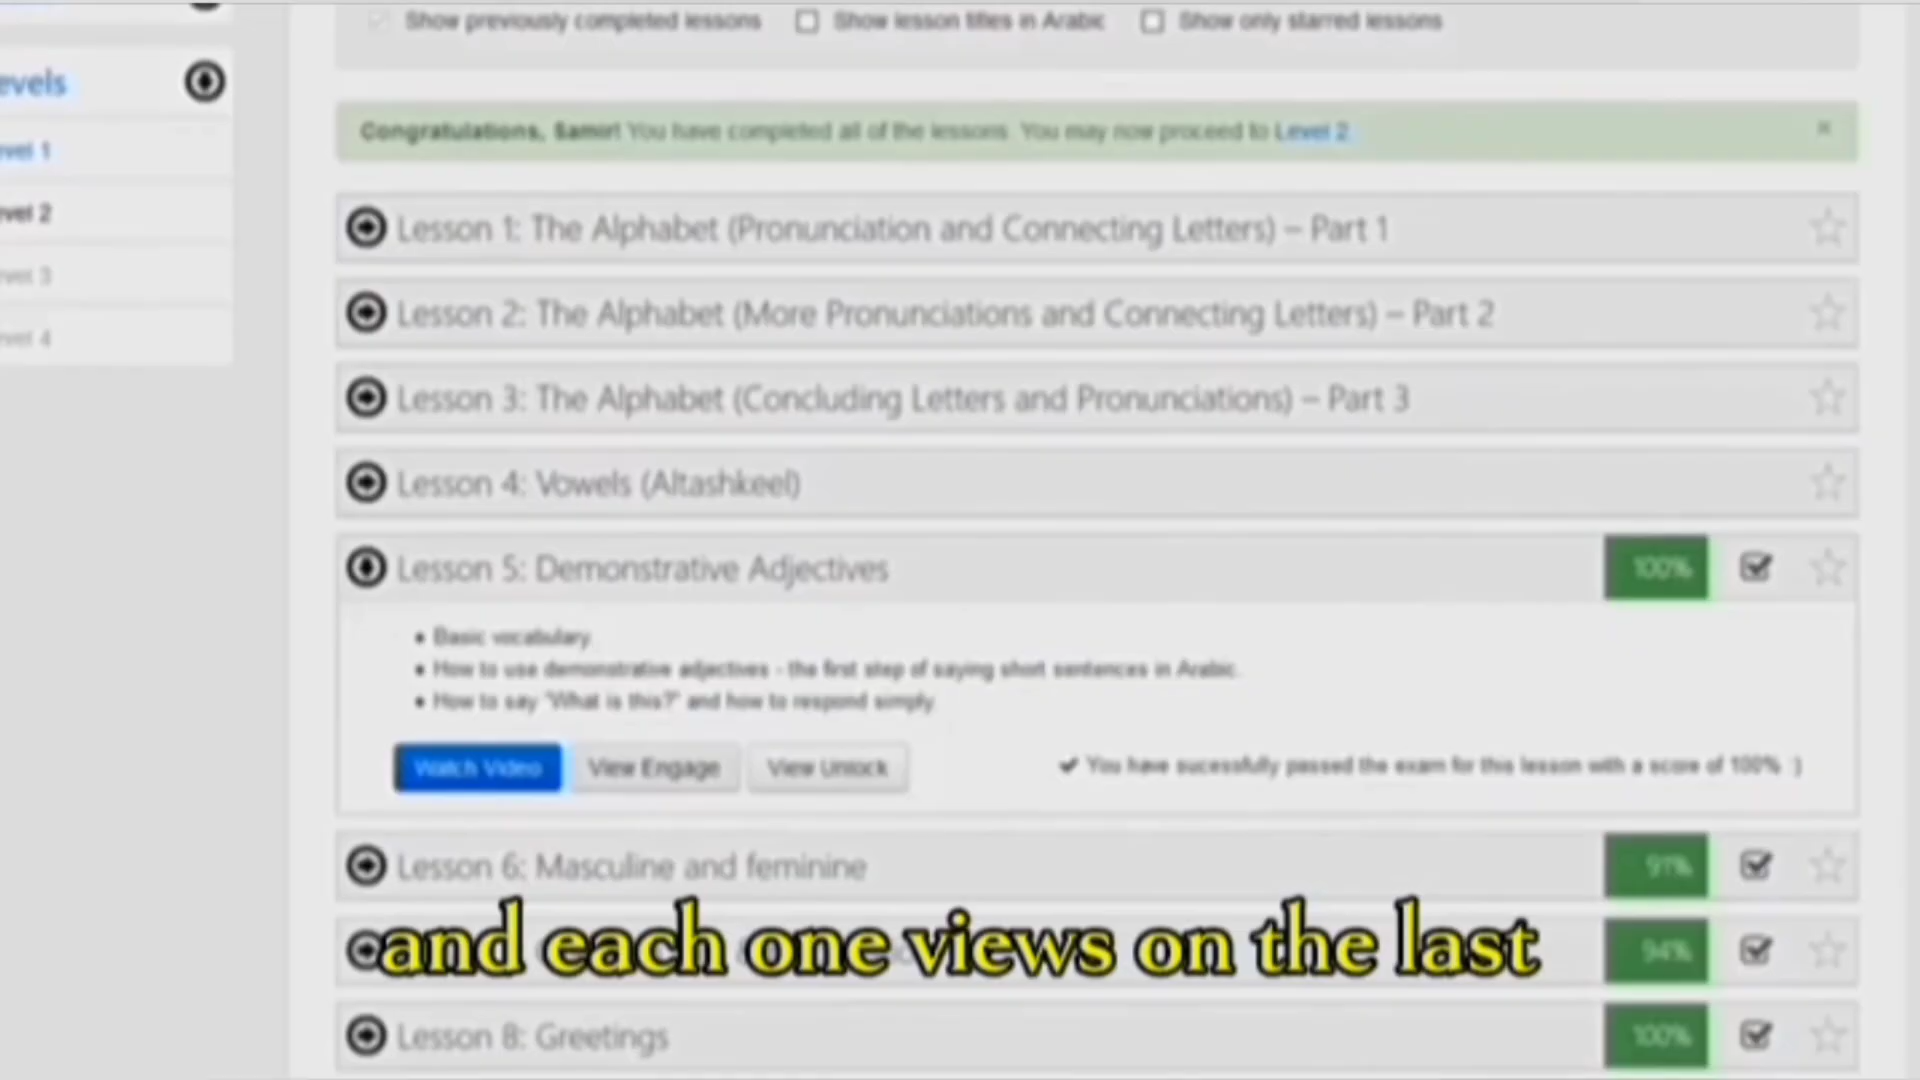 Show previously completed lessons
Show lesson titles in Arabic
Show only starred lessons
evels
vel 1
vel 2
vel 3
vel 4
Congratulations, Samir! You have completed all of the lessons. You may now proceed to Level 2.
Lesson 1: The Alphabet (Pronunciation and Connecting Letters) – Part 1
Lesson 2: The Alphabet (More Pronunciations and Connecting Letters) – Part 2
Lesson 3: The Alphabet (Concluding Letters and Pronunciations) – Part 3
Lesson 4: Vowels (Altashkeel)
Lesson 5: Demonstrative Adjectives 100%
• Basic vocabulary.
• How to use demonstrative adjectives - the first step of saying short sentences in Arabic.
• How to say "What is this?" and how to respond simply.
Watch Video View Engage View Unlock
You have sucessfully passed the exam for this lesson with a score of 100% :)
Lesson 6: Masculine and feminine 91%
94%
and each one views on the last
Lesson 8: Greetings 100%